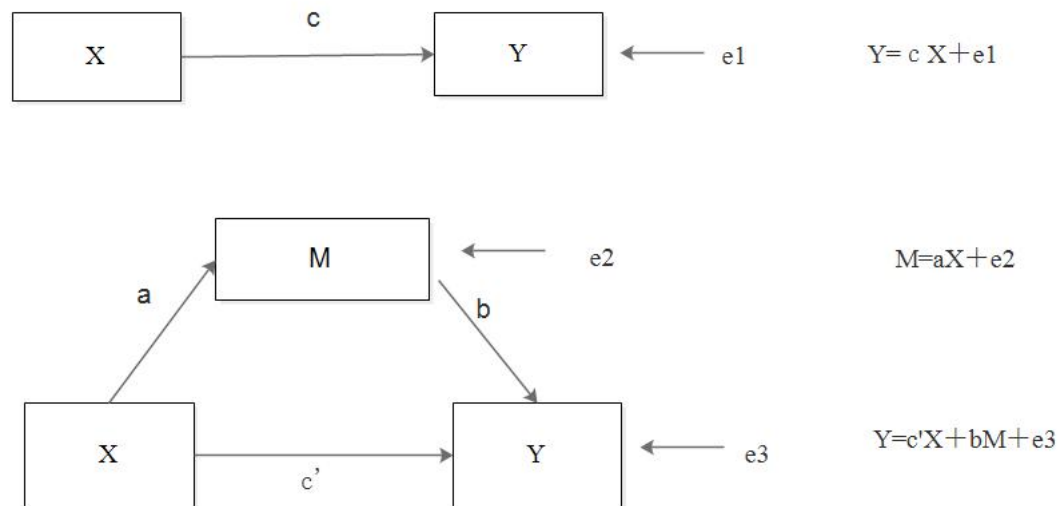 c
X Y e1 Y= c X＋e1
M e2 M=aX＋e2
a b
X Y e3 Y=c'X＋bM＋e3
c’